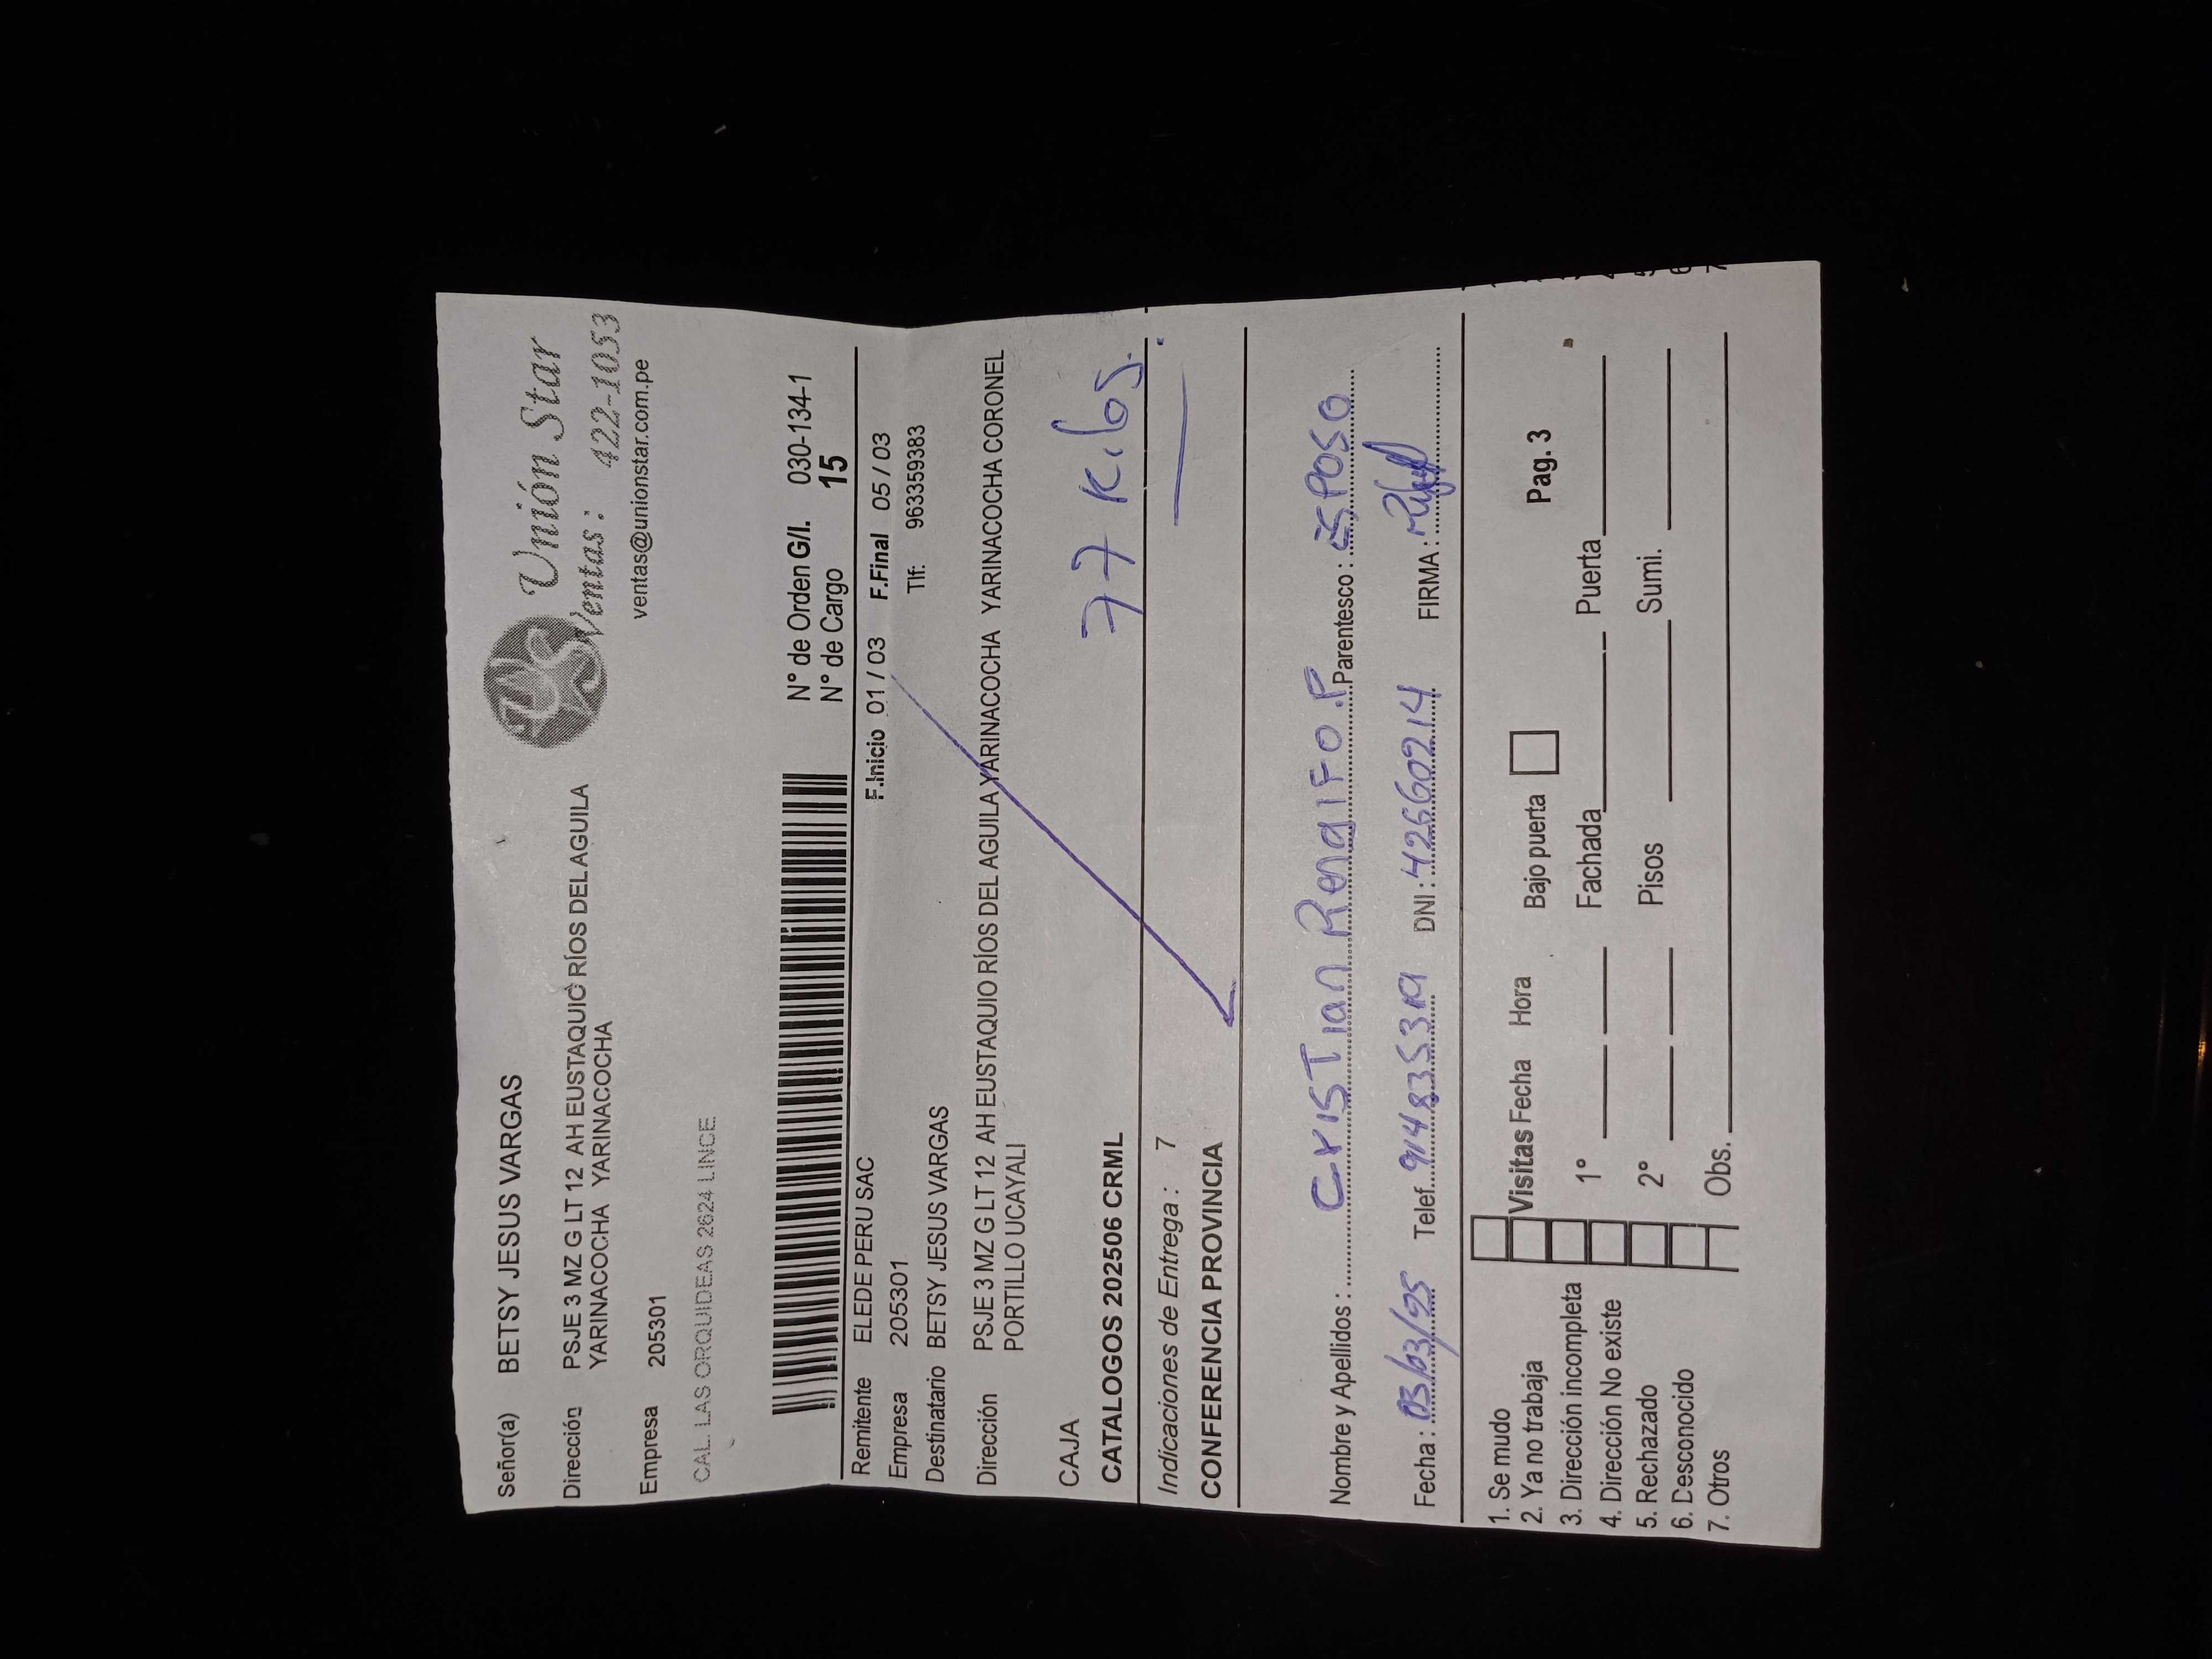 Señor(a) BETSY JESUS VARGAS
Dirección PSJE 3 MZ G LT 12 AH EUSTAQUIO RÍOS DEL AGUILA
YARINACOCHA YARINACOCHA
Empresa 205301
CAL. LAS ORQUIDEAS 2624 LINCE
Unión Star
Ventas: 422-1053
ventas@unionstar.com.pe
N° de Orden G/I. 030-134-1
N° de Cargo 15
F.Inicio 01 / 03 F.Final 05 / 03
Remitente ELEDE PERU SAC
Empresa 205301 Tlf: 963359383
Destinatario BETSY JESUS VARGAS
Dirección PSJE 3 MZ G LT 12 AH EUSTAQUIO RÍOS DEL AGUILA YARINACOCHA YARINACOCHA CORONEL
PORTILLO UCAYALI
CAJA
CATALOGOS 202506 CRML
77 Kilos.
Indicaciones de Entrega : 7
CONFERENCIA PROVINCIA
Nombre y Apellidos : Cristian Rengifo.P Parentesco : esposo
Fecha : 03/03/25 Telef. DNI : 42660214 FIRMA :
1. Se mudo
2. Ya no trabaja
3. Dirección incompleta
4. Dirección No existe
5. Rechazado
6. Desconocido
7. Otros
Visitas Fecha Hora Bajo puerta Pag. 3
1° Fachada Puerta
2° Pisos Sumi.
Obs.